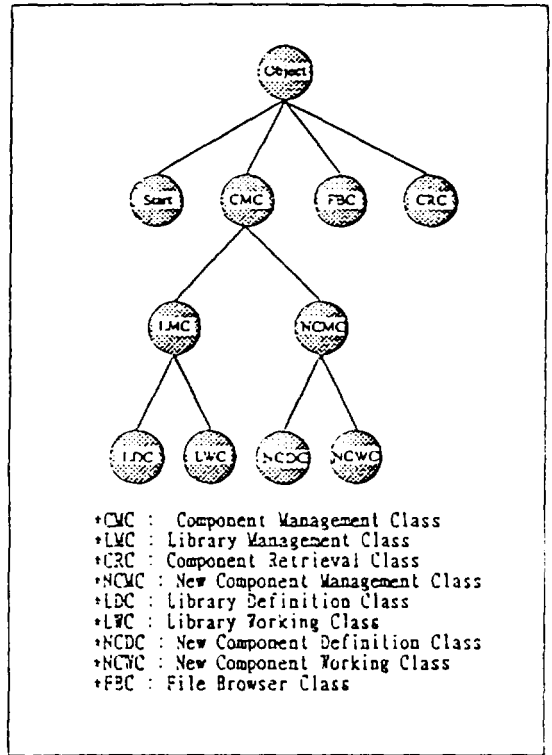 Object
Start CMC FBC CRC
LMC NCMC
LDC LWC NCDC NCWC
*CMC : Component Management Class
*LMC : Library Management Class
*CRC : Component Retrieval Class
*NCMC : New Component Management Class
*LDC : Library Definition Class
*LWC : Library Working Class
*NCDC : New Component Definition Class
*NCWC : New Component Working Class
*FBC : File Browser Class